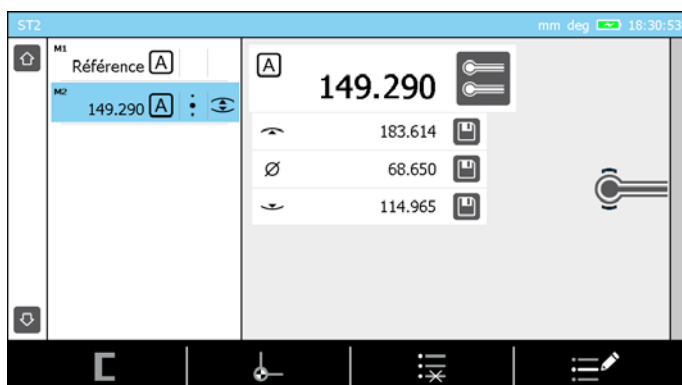 ST2
mm deg 18:30:53
M1
Référence A
M2
149.290 A
A
149.290
183.614
Ø 68.650
114.965